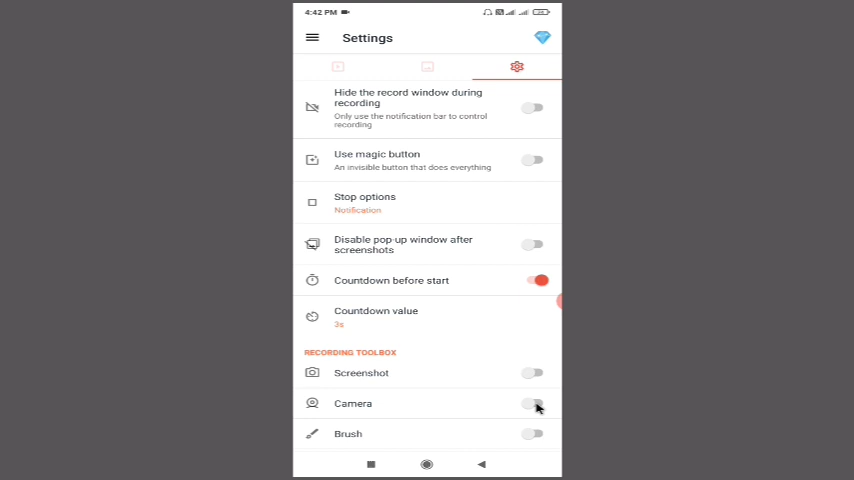 4:42 PM
Settings
Hide the record window during
recording
Only use the notification bar to control
recording
Use magic button
An invisible button that does everything
Stop options
Notification
Disable pop-up window after
screenshots
Countdown before start
Countdown value
3s
RECORDING TOOLBOX
Screenshot
Camera
Brush